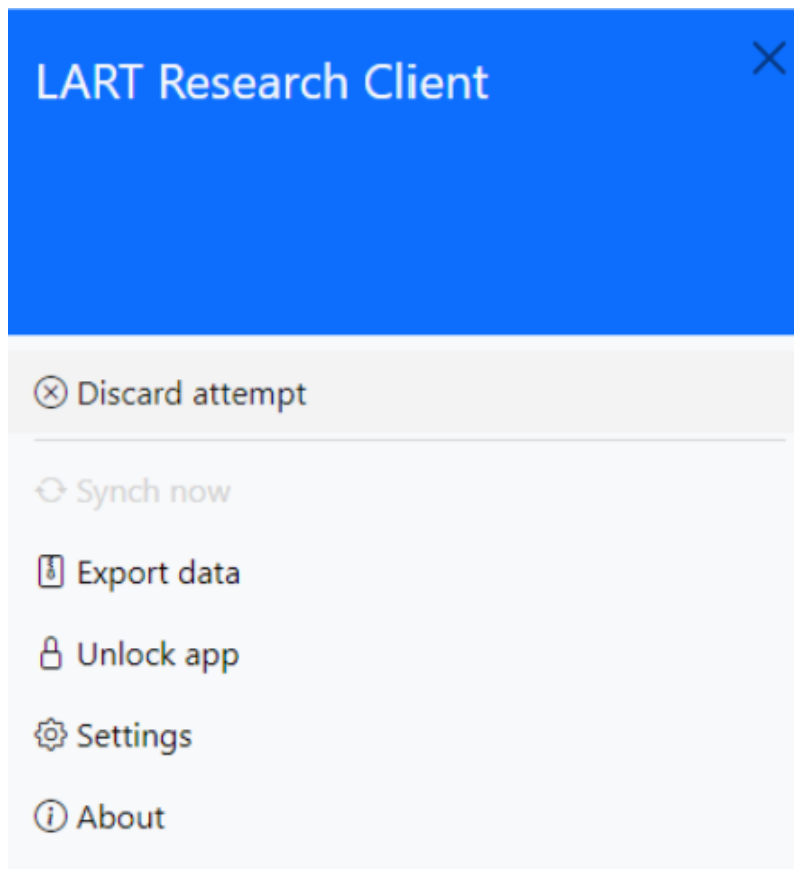 LART Research Client
Discard attempt
Synch now
Export data
Unlock app
Settings
About